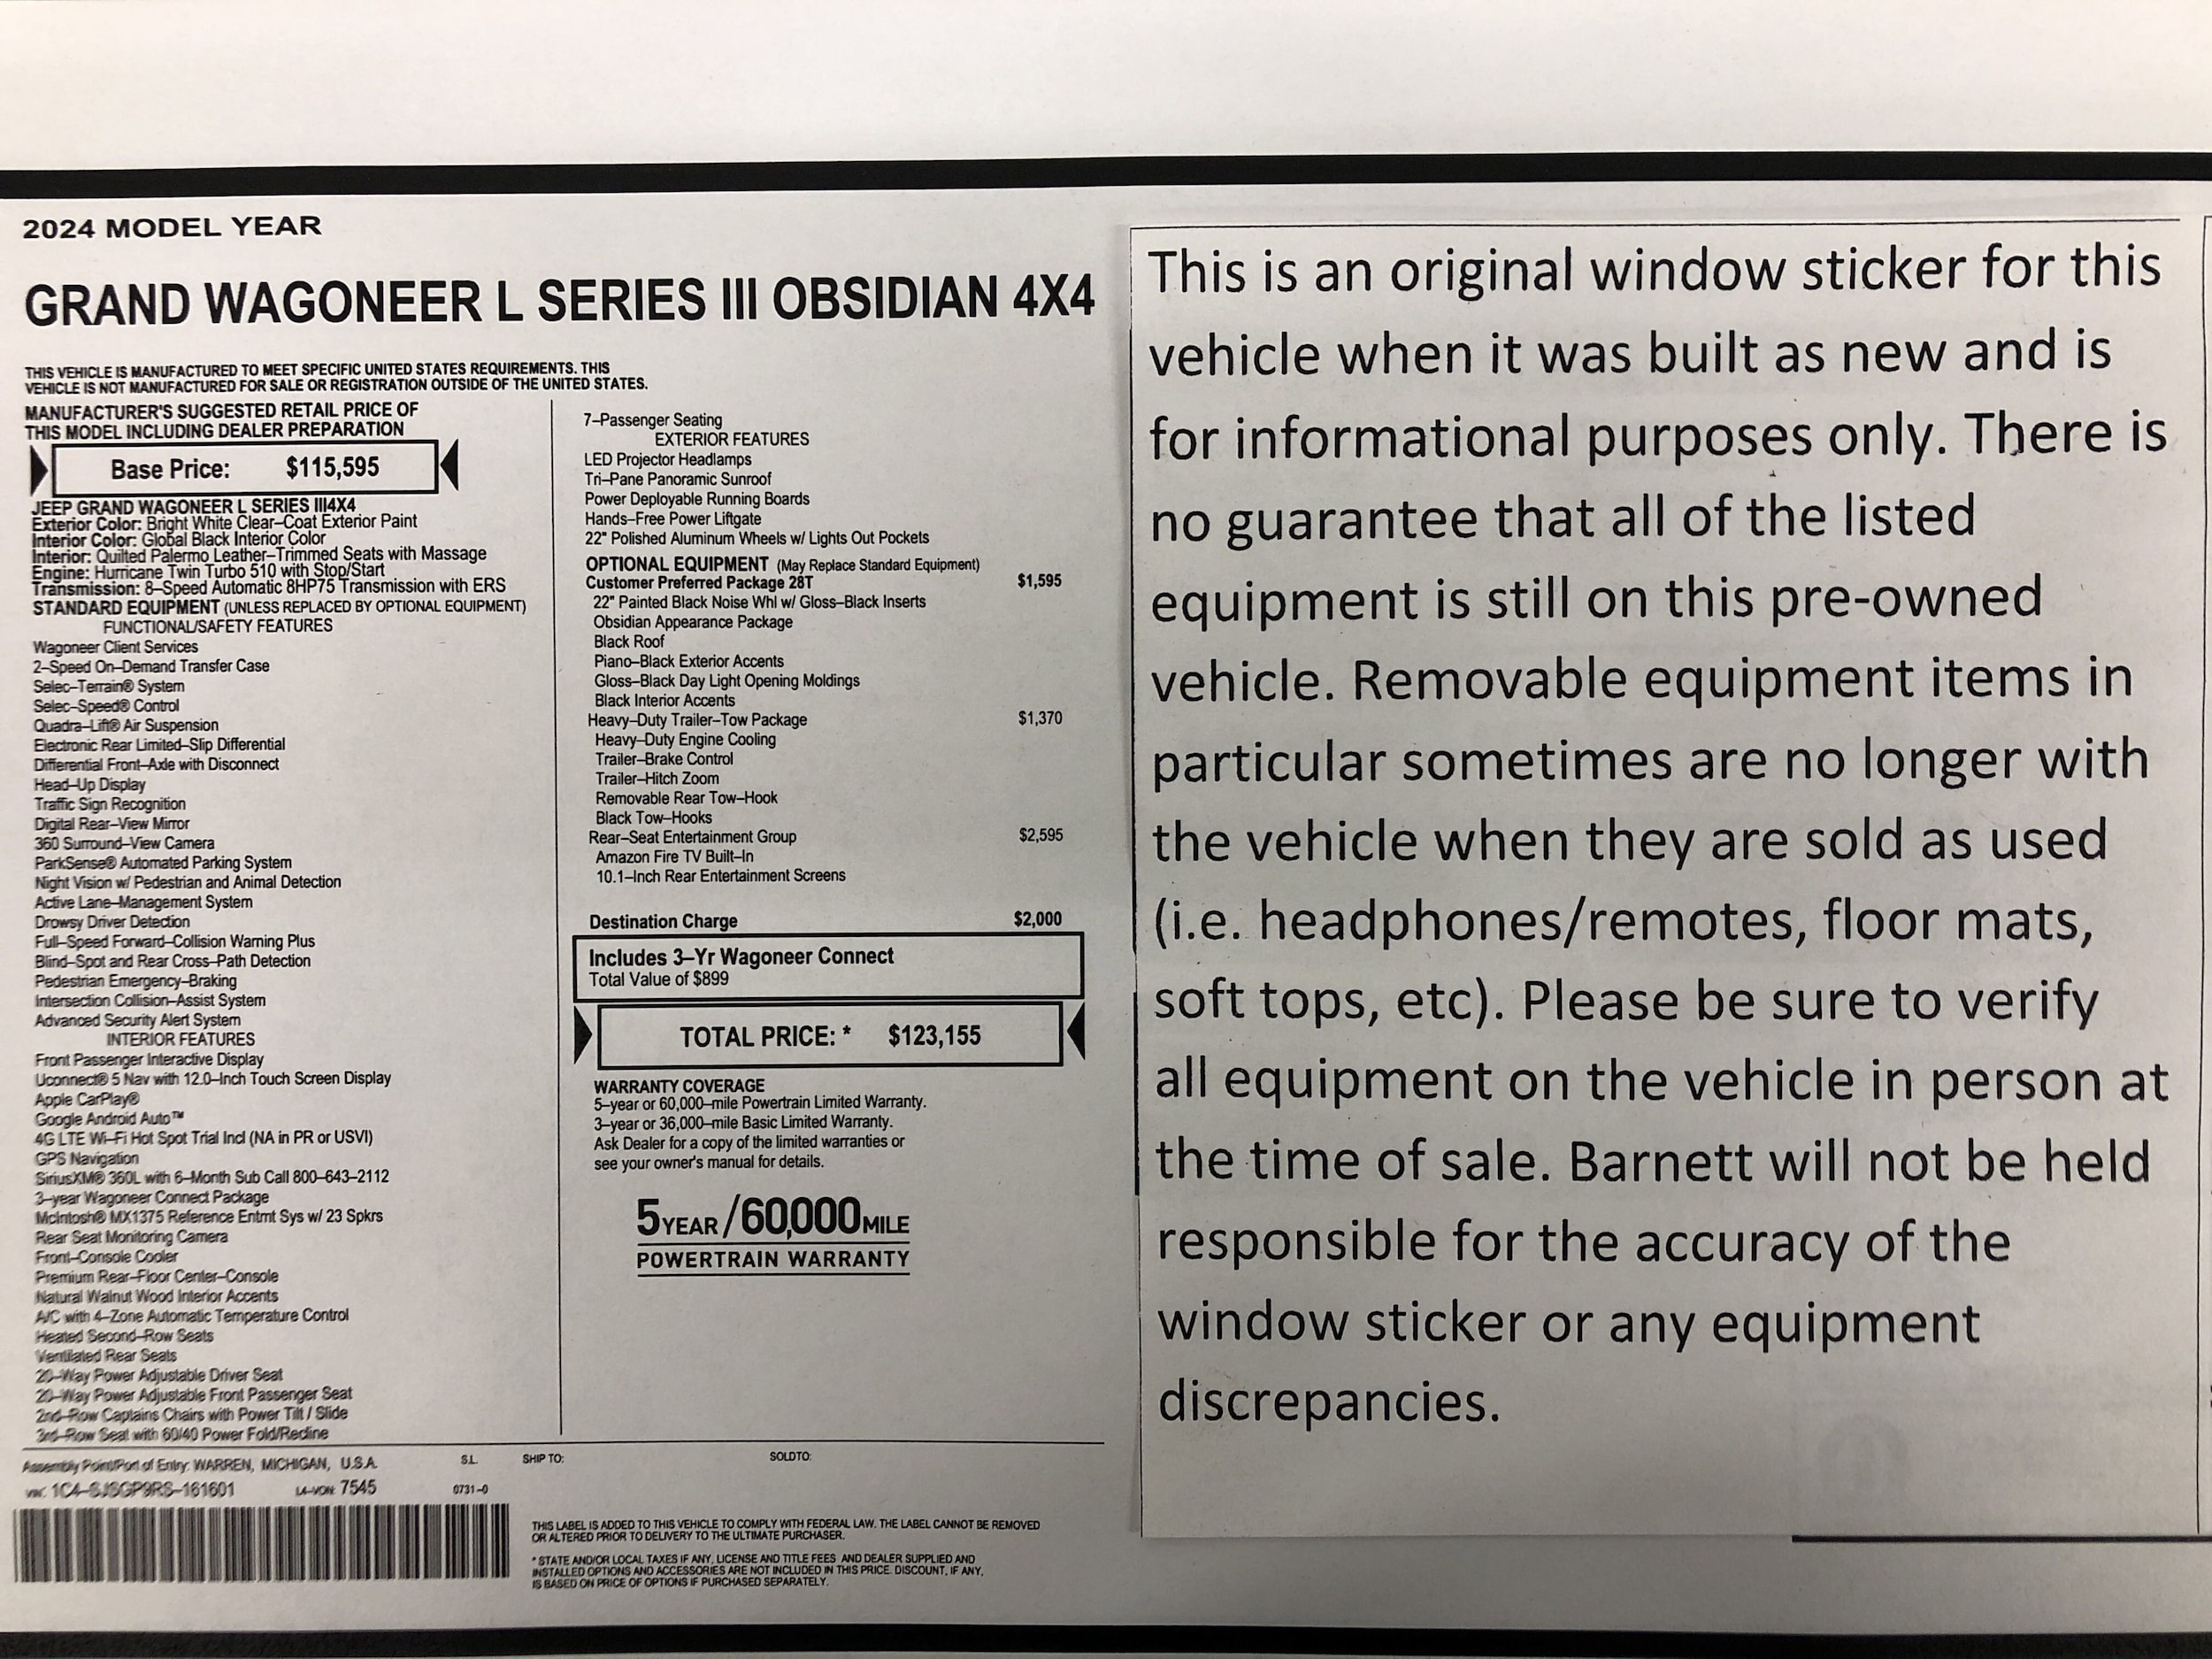 2024 MODEL YEAR
GRAND WAGONEER L SERIES III OBSIDIAN 4X4
THIS VEHICLE IS MANUFACTURED TO MEET SPECIFIC UNITED STATES REQUIREMENTS. THIS
VEHICLE IS NOT MANUFACTURED FOR SALE OR REGISTRATION OUTSIDE OF THE UNITED STATES.
MANUFACTURER'S SUGGESTED RETAIL PRICE OF
THIS MODEL INCLUDING DEALER PREPARATION
Base Price: $115,595
JEEP GRAND WAGONEER L SERIES III4X4
Exterior Color: Bright White Clear–Coat Exterior Paint
Interior Color: Global Black Interior Color
Interior: Quilted Palermo Leather–Trimmed Seats with Massage
Engine: Hurricane Twin Turbo 510 with Stop/Start
Transmission: 8–Speed Automatic 8HP75 Transmission with ERS
STANDARD EQUIPMENT (UNLESS REPLACED BY OPTIONAL EQUIPMENT)
FUNCTIONAL/SAFETY FEATURES
Wagoneer Client Services
2–Speed On–Demand Transfer Case
Selec–Terrain® System
Selec–Speed® Control
Quadra–Lift® Air Suspension
Electronic Rear Limited–Slip Differential
Differential Front–Axle with Disconnect
Head–Up Display
Traffic Sign Recognition
Digital Rear–View Mirror
360 Surround–View Camera
ParkSense® Automated Parking System
Night Vision w/ Pedestrian and Animal Detection
Active Lane–Management System
Drowsy Driver Detection
Full–Speed Forward–Collision Warning Plus
Blind–Spot and Rear Cross–Path Detection
Pedestrian Emergency–Braking
Intersection Collision–Assist System
Advanced Security Alert System
INTERIOR FEATURES
Front Passenger Interactive Display
Uconnect® 5 Nav with 12.0–Inch Touch Screen Display
Apple CarPlay®
Google Android Auto™
4G LTE Wi–Fi Hot Spot Trial Incl (NA in PR or USVI)
GPS Navigation
SiriusXM® 360L with 6–Month Sub Call 800–643–2112
3–year Wagoneer Connect Package
McIntosh® MX1375 Reference Entmt Sys w/ 23 Spkrs
Rear Seat Monitoring Camera
Front–Console Cooler
Premium Rear–Floor Center–Console
Natural Walnut Wood Interior Accents
A/C with 4–Zone Automatic Temperature Control
Heated Second–Row Seats
Ventilated Rear Seats
20–Way Power Adjustable Driver Seat
20–Way Power Adjustable Front Passenger Seat
2nd–Row Captains Chairs with Power Tilt / Slide
3rd–Row Seat with 60/40 Power Fold/Recline
7–Passenger Seating
EXTERIOR FEATURES
LED Projector Headlamps
Tri–Pane Panoramic Sunroof
Power Deployable Running Boards
Hands–Free Power Liftgate
22" Polished Aluminum Wheels w/ Lights Out Pockets
OPTIONAL EQUIPMENT (May Replace Standard Equipment)
Customer Preferred Package 28T $1,595
22" Painted Black Noise Whl w/ Gloss–Black Inserts
Obsidian Appearance Package
Black Roof
Piano–Black Exterior Accents
Gloss–Black Day Light Opening Moldings
Black Interior Accents
Heavy–Duty Trailer–Tow Package $1,370
Heavy–Duty Engine Cooling
Trailer–Brake Control
Trailer–Hitch Zoom
Removable Rear Tow–Hook
Black Tow–Hooks
Rear–Seat Entertainment Group $2,595
Amazon Fire TV Built–In
10.1–Inch Rear Entertainment Screens
Destination Charge $2,000
Includes 3–Yr Wagoneer Connect
Total Value of $899
TOTAL PRICE: * $123,155
WARRANTY COVERAGE
5–year or 60,000–mile Powertrain Limited Warranty.
3–year or 36,000–mile Basic Limited Warranty.
Ask Dealer for a copy of the limited warranties or
see your owner's manual for details.
5YEAR/60,000MILE
POWERTRAIN WARRANTY
Assembly Point/Port of Entry: WARREN, MICHIGAN, U.S.A. S.L. SHIP TO: SOLD TO:
VIN: 1C4–SJSGP9RS–161601 L4–VON: 7545 0731–0
THIS LABEL IS ADDED TO THIS VEHICLE TO COMPLY WITH FEDERAL LAW. THE LABEL CANNOT BE REMOVED
OR ALTERED PRIOR TO DELIVERY TO THE ULTIMATE PURCHASER.
* STATE AND/OR LOCAL TAXES IF ANY, LICENSE AND TITLE FEES AND DEALER SUPPLIED AND
INSTALLED OPTIONS AND ACCESSORIES ARE NOT INCLUDED IN THIS PRICE. DISCOUNT, IF ANY,
IS BASED ON PRICE OF OPTIONS IF PURCHASED SEPARATELY.
This is an original window sticker for this
vehicle when it was built as new and is
for informational purposes only. There is
no guarantee that all of the listed
equipment is still on this pre-owned
vehicle. Removable equipment items in
particular sometimes are no longer with
the vehicle when they are sold as used
(i.e. headphones/remotes, floor mats,
soft tops, etc). Please be sure to verify
all equipment on the vehicle in person at
the time of sale. Barnett will not be held
responsible for the accuracy of the
window sticker or any equipment
discrepancies.